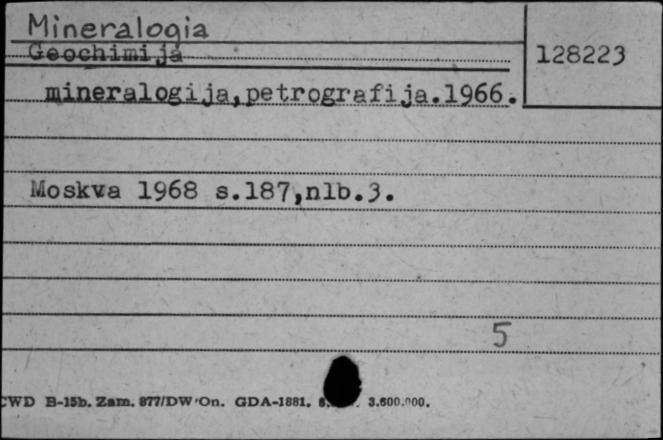 Mineralogia
Geochimija
128223
mineralogija,petrografija.1966.
Moskva 1968 s.187,nlb.3.
5
CWD B-15b. Zam. 877/DW/On. GDA-1881. 3.600.000.